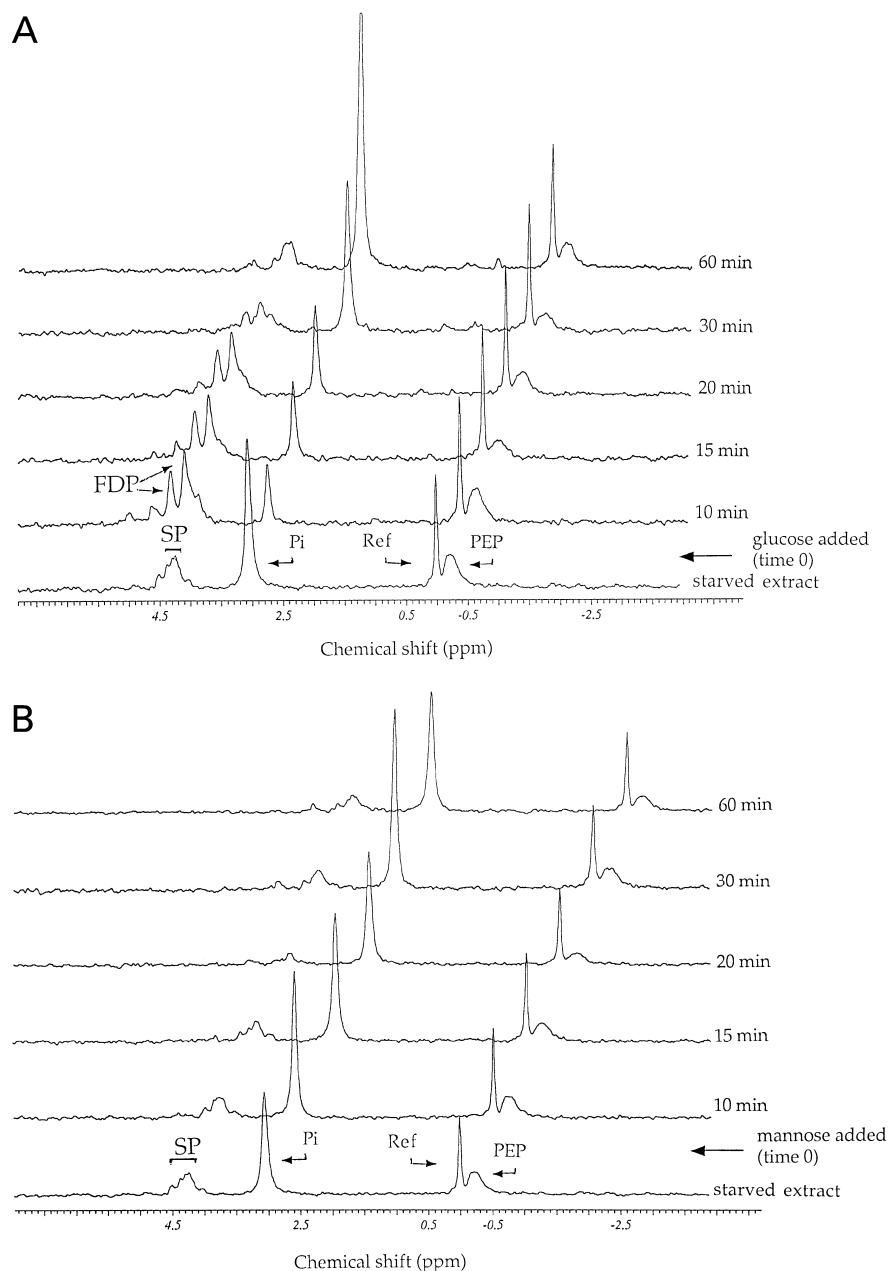 A
60 min
30 min
20 min
15 min
FDP
10 min
SP
Pi
Ref
PEP
glucose added
(time 0)
starved extract
4.5
2.5
0.5
-0.5
-2.5
Chemical shift (ppm)
B
60 min
30 min
20 min
15 min
10 min
SP
Pi
Ref
PEP
mannose added
(time 0)
starved extract
4.5
2.5
0.5
-0.5
-2.5
Chemical shift (ppm)